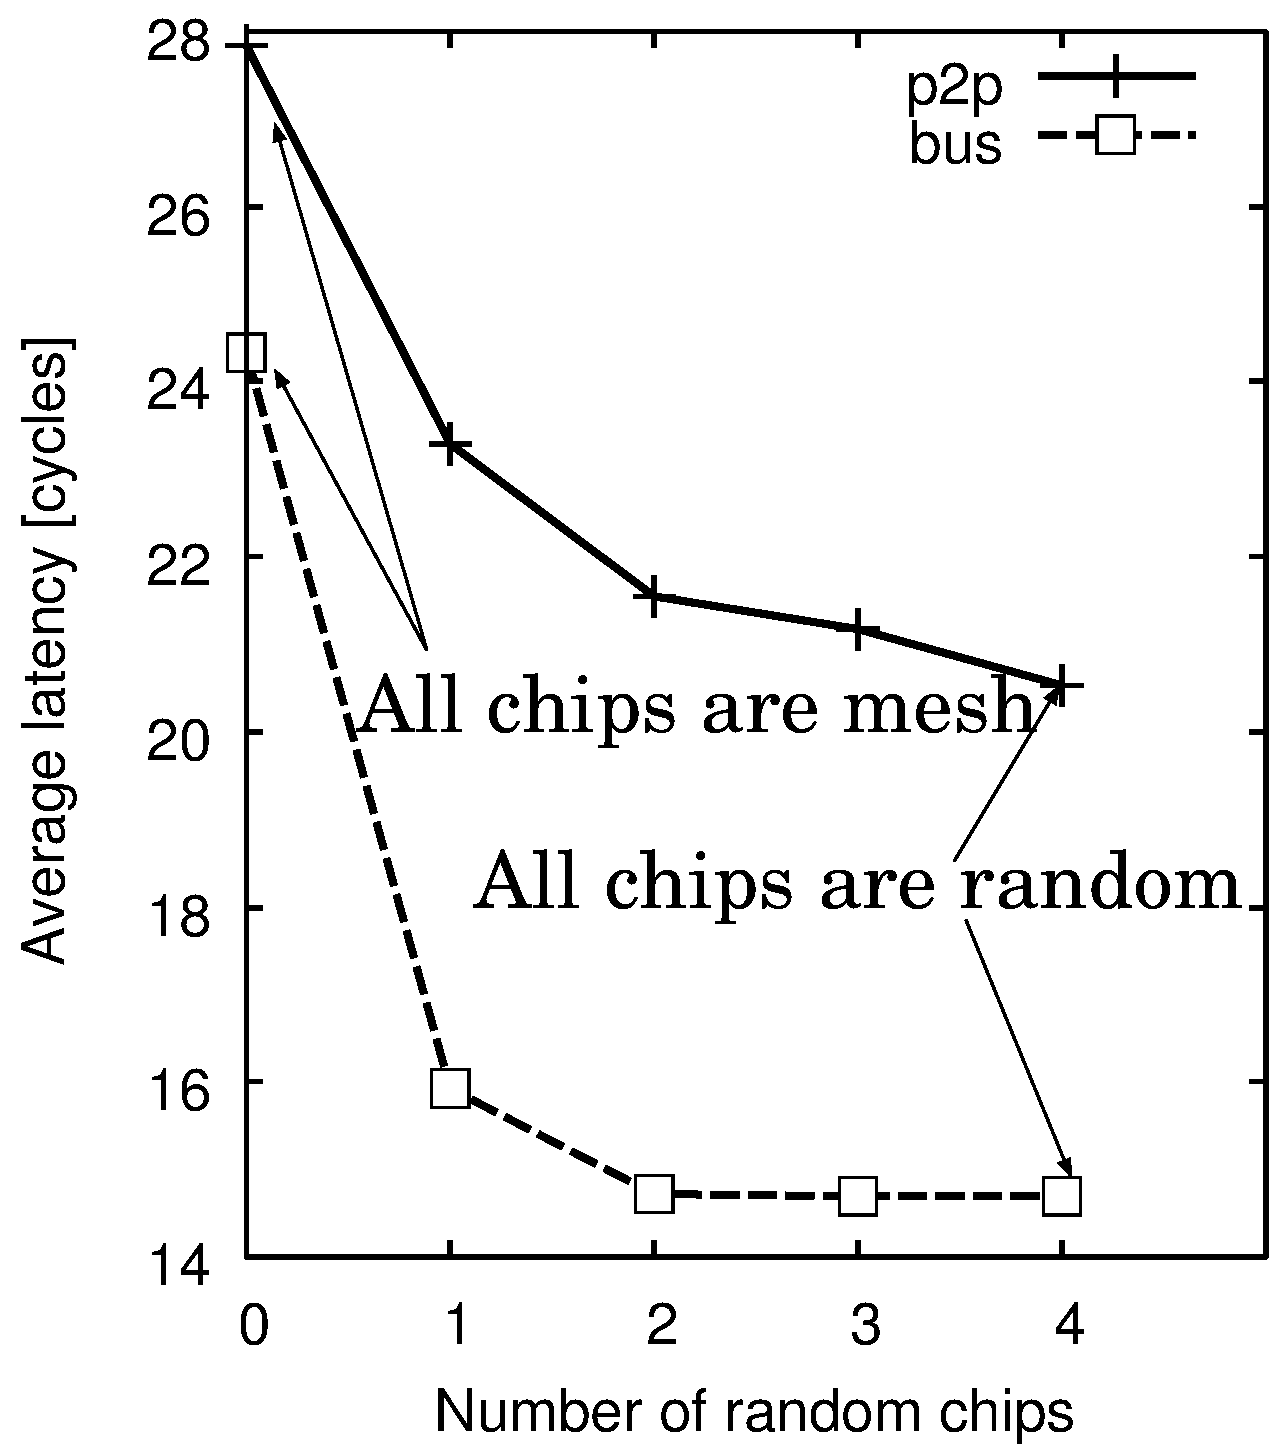 28
26
24
22
20
18
16
14
0 1 2 3 4
Average latency [cycles]
Number of random chips
p2p
bus
All chips are mesh
All chips are random